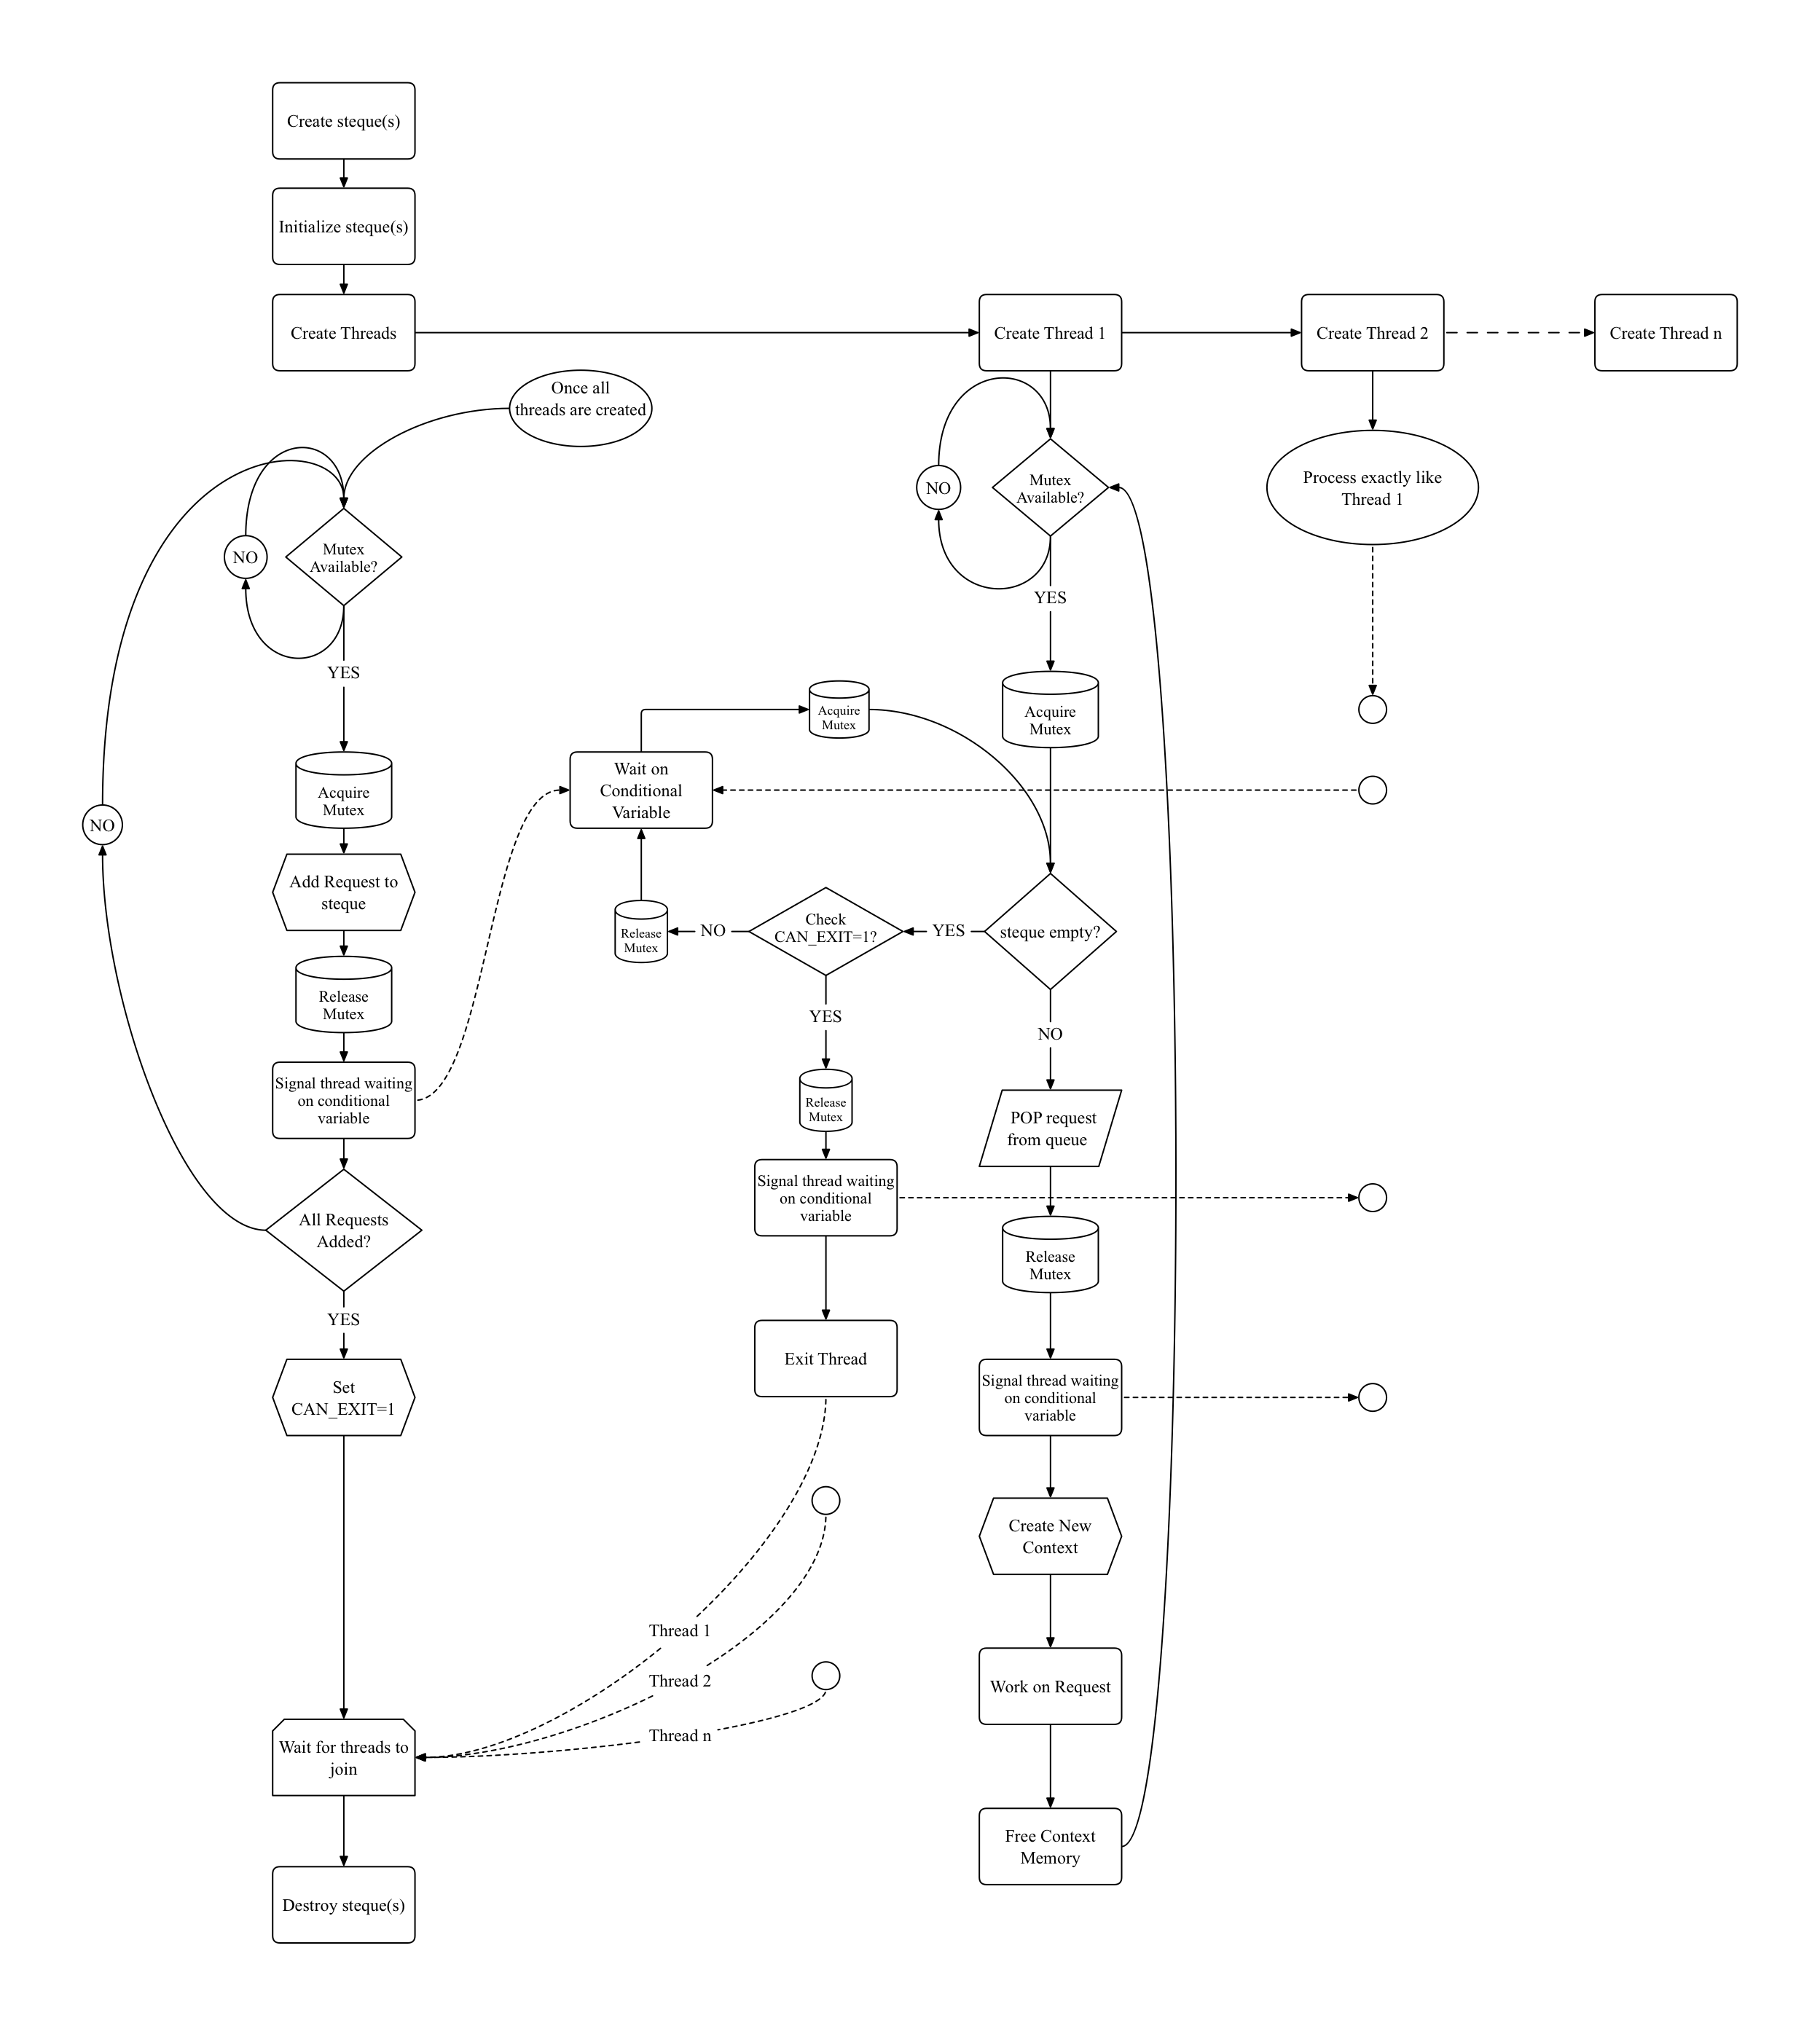 Create steque(s)
Initialize steque(s)
Create Threads
Create Thread 1
Create Thread 2
Create Thread n
Once all
threads are created
Mutex
Available?
NO
YES
Acquire
Mutex
Add Request to
steque
Release
Mutex
Signal thread waiting
on conditional
variable
All Requests
Added?
NO
YES
Set
CAN_EXIT=1
Wait for threads to
join
Destroy steque(s)
Wait on
Conditional
Variable
Acquire
Mutex
Release
Mutex
NO
Check
CAN_EXIT=1?
YES
YES
Release
Mutex
Signal thread waiting
on conditional
variable
Exit Thread
Thread 1
Thread 2
Thread n
Mutex
Available?
NO
YES
Acquire
Mutex
steque empty?
NO
POP request
from queue
Release
Mutex
Signal thread waiting
on conditional
variable
Create New
Context
Work on Request
Free Context
Memory
Process exactly like
Thread 1